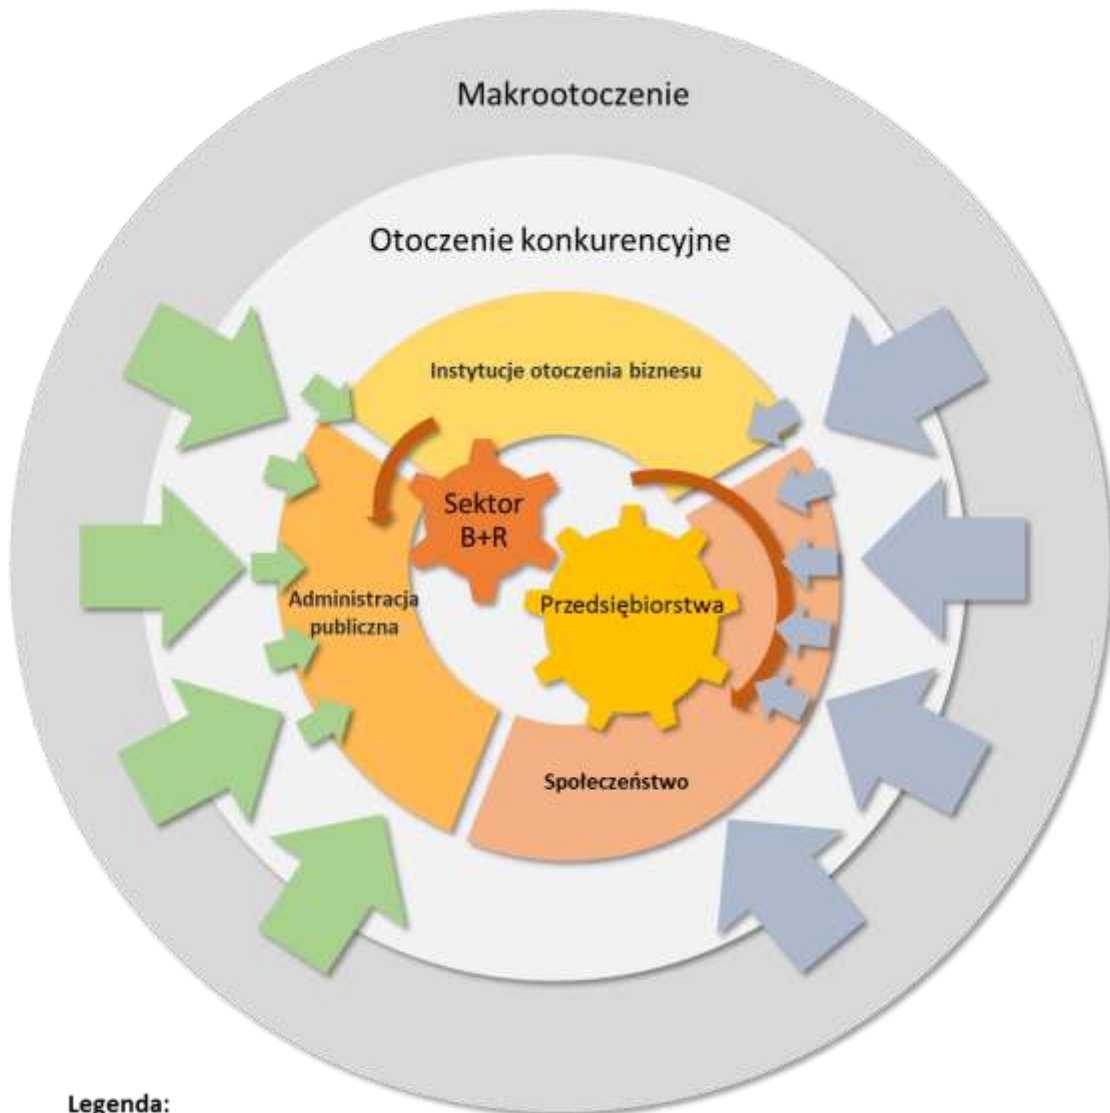 Makrootoczenie
Otoczenie konkurencyjne
Instytucje otoczenia biznesu
Sektor
B+R
Przedsiębiorstwa
Administracja
publiczna
Społeczeństwo
Legenda: